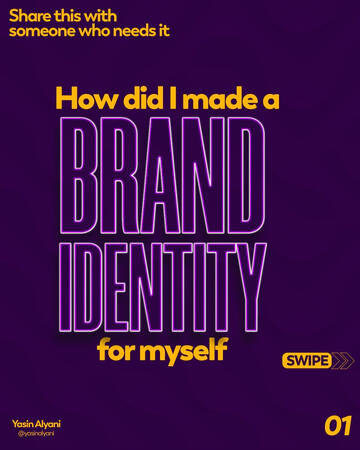 Share this with
someone who needs it
How did I made a
BRAND
IDENTITY
for myself
SWIPE
Yasin Alyani
@yasinalyani
01